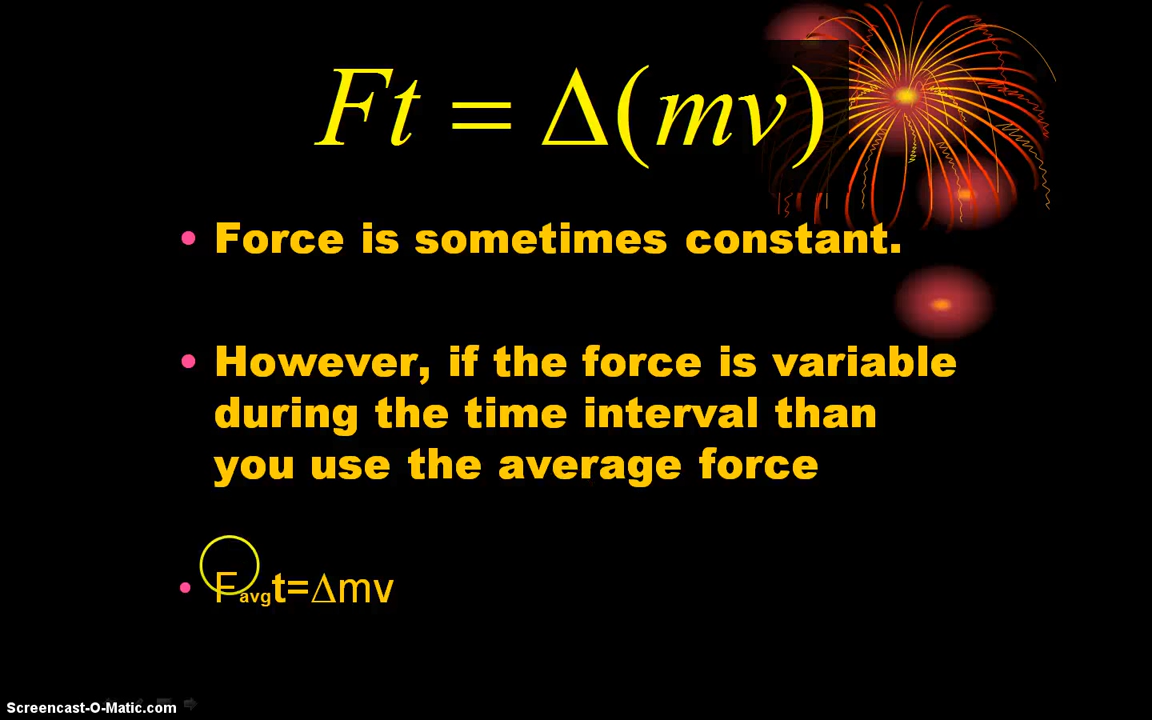 Ft = Δ(mv)
• Force is sometimes constant.
• However, if the force is variable
during the time interval than
you use the average force
• Favgt=Δmv
Screencast-O-Matic.com